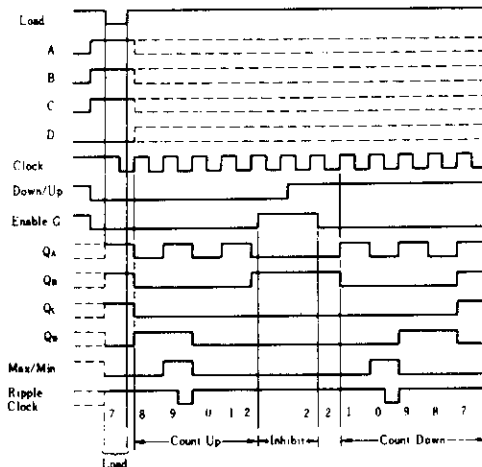 Load
A
B
C
D
Clock
Down/Up
Enable G
QA
QB
QC
QD
Max/Min
Ripple
Clock
7 8 9 0 1 2 2 2 1 0 9 8 7
Count Up Inhibit Count Down
Load